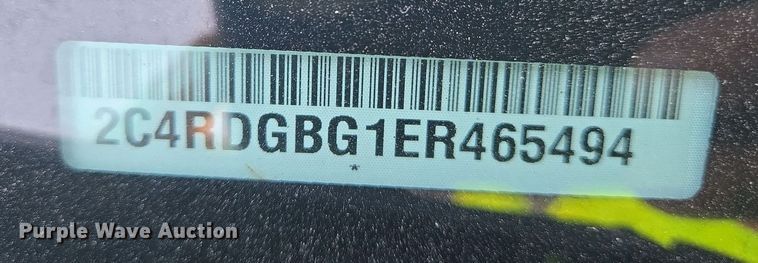 2C4RDGBG1ER465494
*
Purple Wave Auction